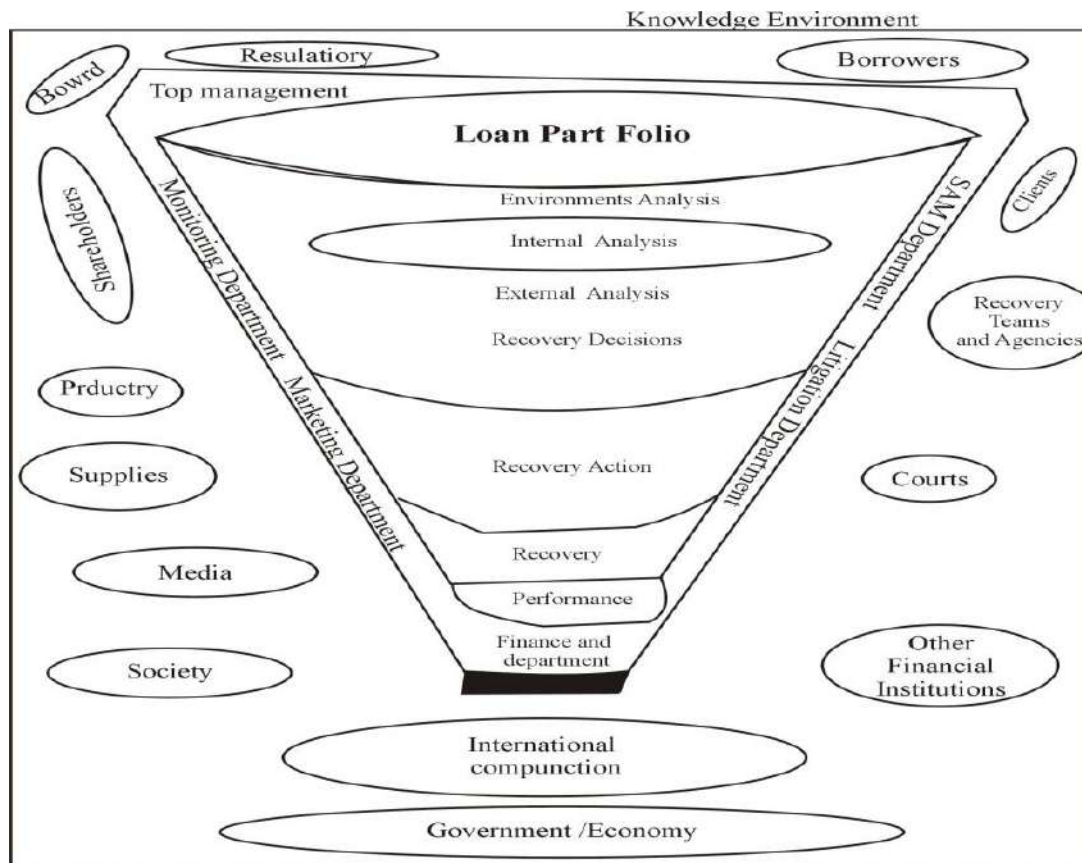 Knowledge Environment
Bowrd
Resulatiory
Borrowers
Top management
Loan Part Folio
Shareholders
Monitoring Department Marketing Department
Environments Analysis
Internal Analysis
External Analysis
Recovery Decisions
SAM Department Litigation Department
Clients
Recovery
Teams
and Agencies
Prductry
Supplies
Recovery Action
Courts
Media
Recovery
Performance
Society
Finance and
department
Other
Financial
Institutions
International
compunction
Government /Economy